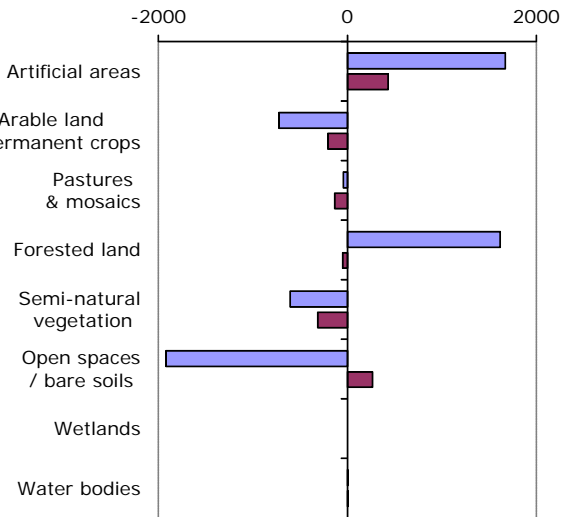 -2000 0 2000
Artificial areas
Arable land
ermanent crops
Pastures
& mosaics
Forested land
Semi-natural
vegetation
Open spaces
/ bare soils
Wetlands
Water bodies